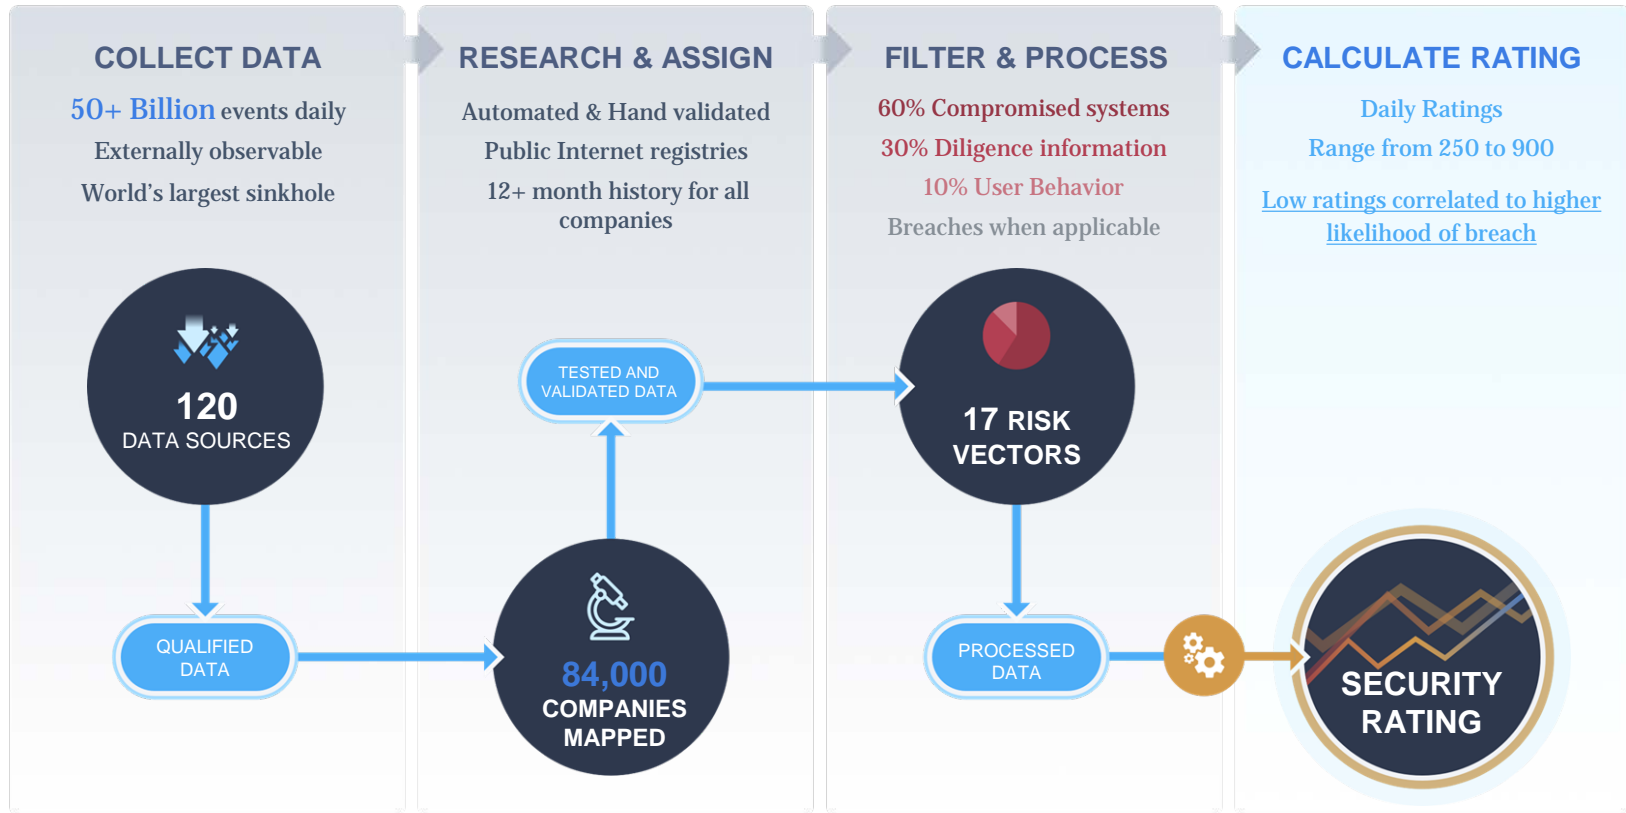 COLLECT DATA
50+ Billion events daily
Externally observable
World's largest sinkhole
120
DATA SOURCES
QUALIFIED
DATA
RESEARCH & ASSIGN
Automated & Hand validated
Public Internet registries
12+ month history for all
companies
TESTED AND
VALIDATED DATA
84,000
COMPANIES
MAPPED
FILTER & PROCESS
60% Compromised systems
30% Diligence information
10% User Behavior
Breaches when applicable
17 RISK
VECTORS
PROCESSED
DATA
CALCULATE RATING
Daily Ratings
Range from 250 to 900
Low ratings correlated to higher
likelihood of breach
SECURITY
RATING